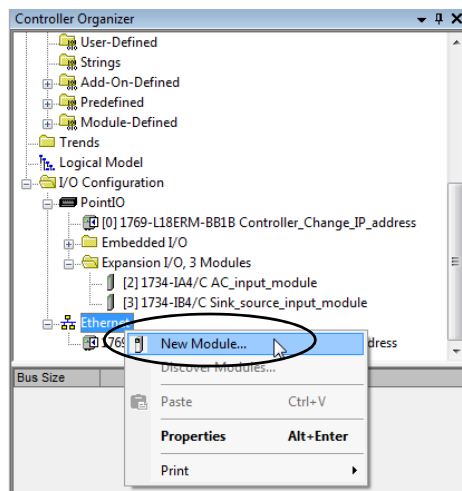 Controller Organizer
User-Defined
Strings
Add-On-Defined
Predefined
Module-Defined
Trends
Logical Model
I/O Configuration
PointIO
[0] 1769-L18ERM-BB1B Controller_Change_IP_address
Embedded I/O
Expansion I/O, 3 Modules
[2] 1734-IA4/C AC_input_module
[3] 1734-IB4/C Sink_source_input_module
Ethernet
New Module...
Discover Modules...
Bus Size
Paste Ctrl+V
Properties Alt+Enter
Print